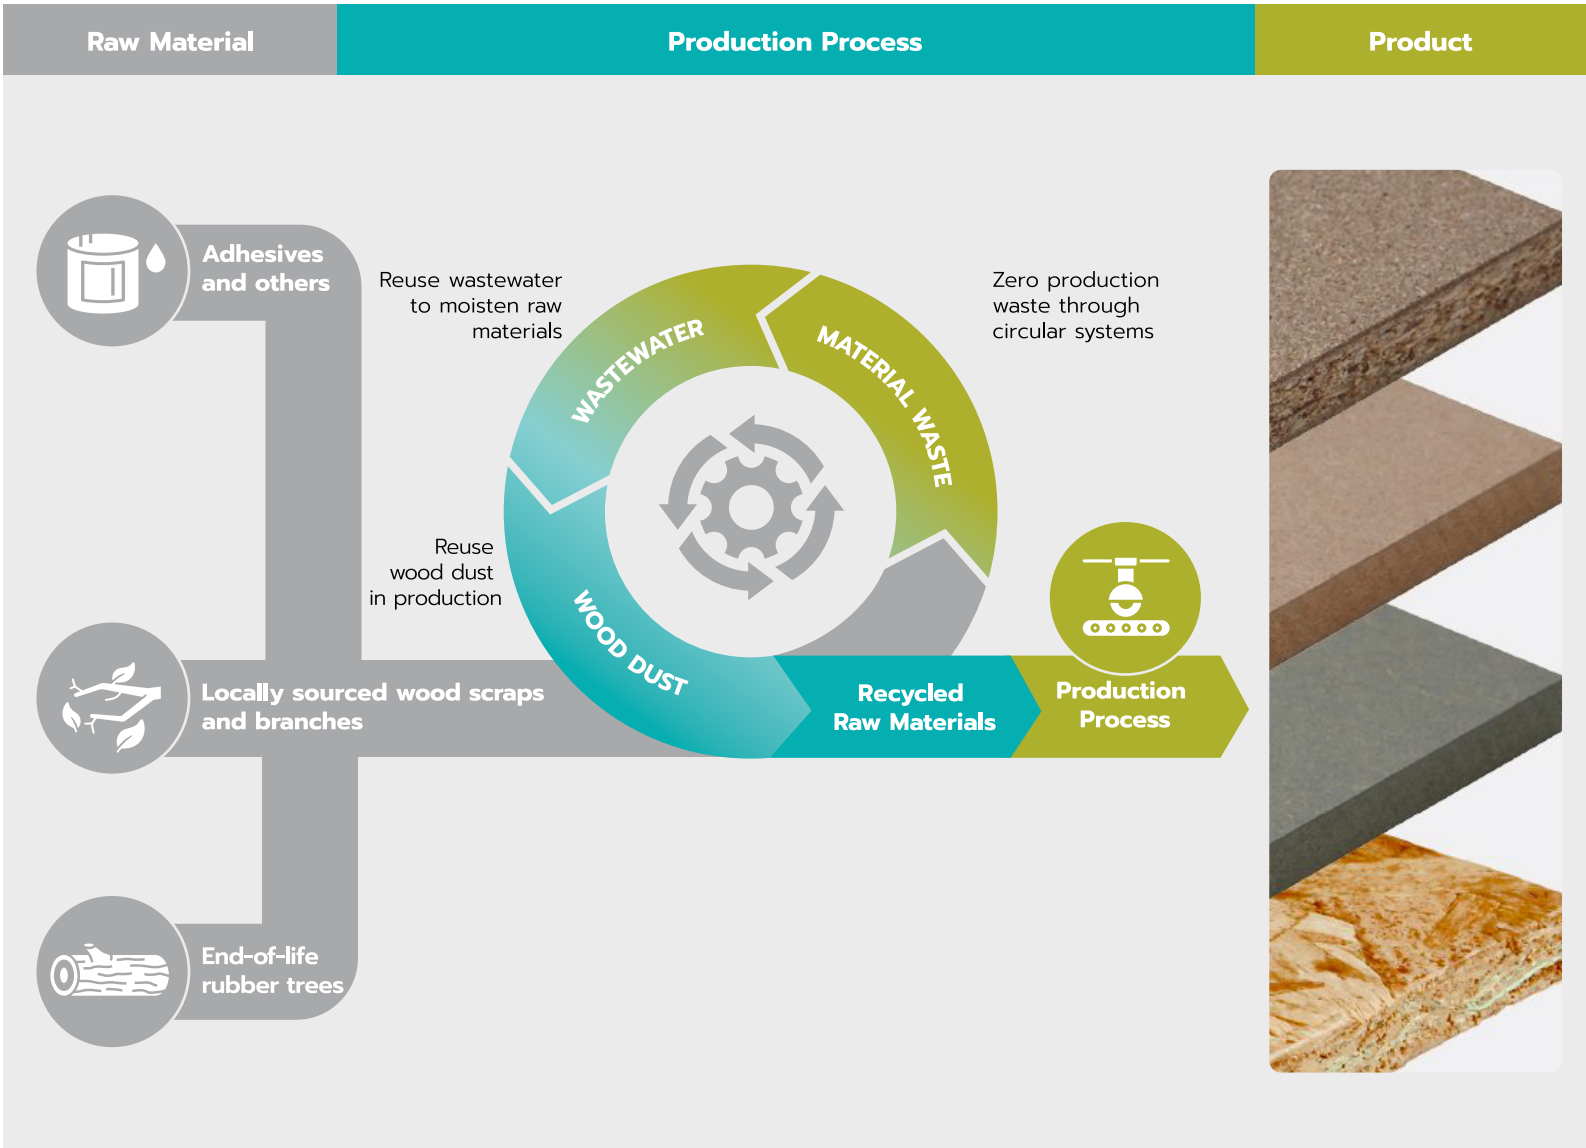 Raw Material
Production Process
Product
Adhesives
and others
Reuse wastewater
to moisten raw
materials
WASTEWATER
MATERIAL WASTE
Zero production
waste through
circular systems
Reuse
wood dust
in production
WOOD DUST
Locally sourced wood scraps
and branches
Recycled
Raw Materials
Production
Process
End-of-life
rubber trees